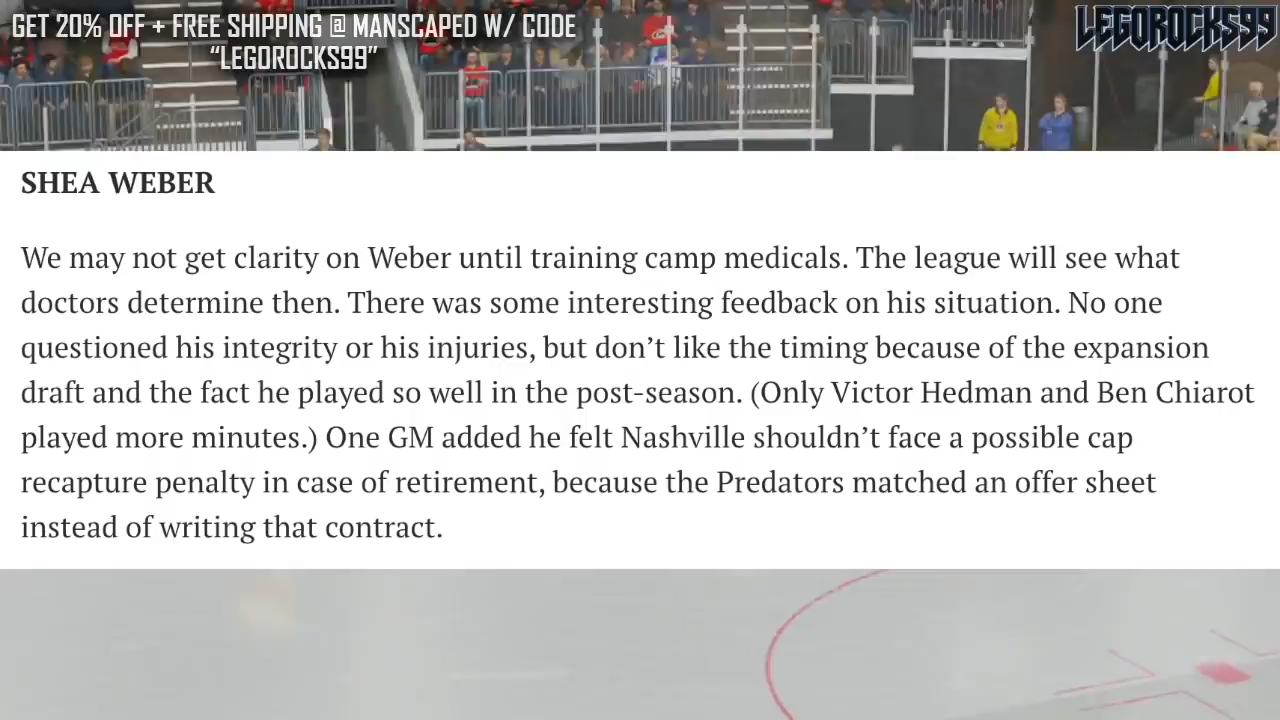 GET 20% OFF + FREE SHIPPING @ MANSCAPED W/ CODE
"LEGOROCKS99"
LEGOROCKS99
SHEA WEBER
We may not get clarity on Weber until training camp medicals. The league will see what
doctors determine then. There was some interesting feedback on his situation. No one
questioned his integrity or his injuries, but don’t like the timing because of the expansion
draft and the fact he played so well in the post-season. (Only Victor Hedman and Ben Chiarot
played more minutes.) One GM added he felt Nashville shouldn’t face a possible cap
recapture penalty in case of retirement, because the Predators matched an offer sheet
instead of writing that contract.